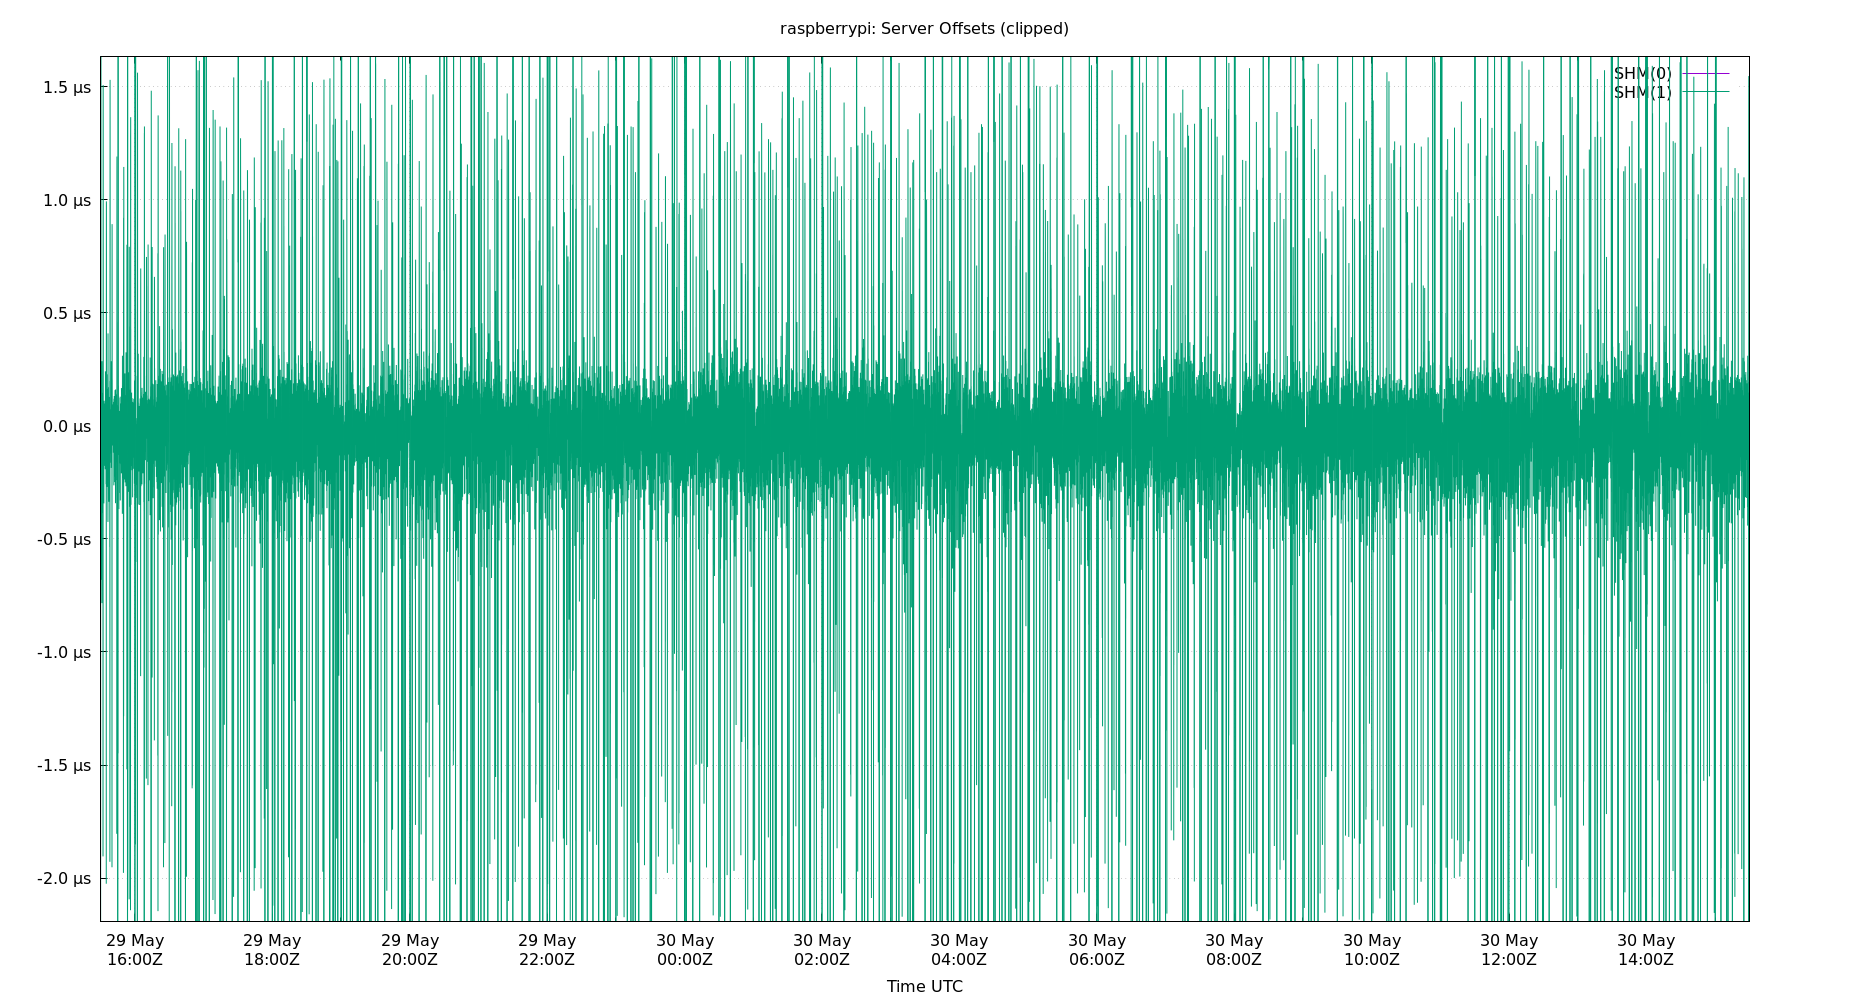 raspberrypi: Server Offsets (clipped)
SHM(0)
SHM(1)
1.5 µs
1.0 µs
0.5 µs
0.0 µs
-0.5 µs
-1.0 µs
-1.5 µs
-2.0 µs
29 May 29 May 29 May 29 May 30 May 30 May 30 May 30 May 30 May 30 May 30 May 30 May
16:00Z 18:00Z 20:00Z 22:00Z 00:00Z 02:00Z 04:00Z 06:00Z 08:00Z 10:00Z 12:00Z 14:00Z
Time UTC